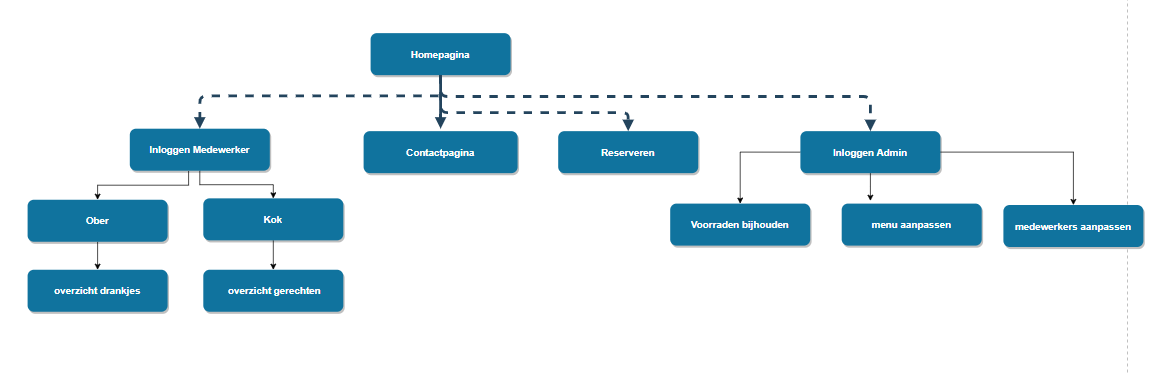 Homepagina
Inloggen Medewerker
Contactpagina
Reserveren
Inloggen Admin
Ober
Kok
Voorraden bijhouden
menu aanpassen
medewerkers aanpassen
overzicht drankjes
overzicht gerechten